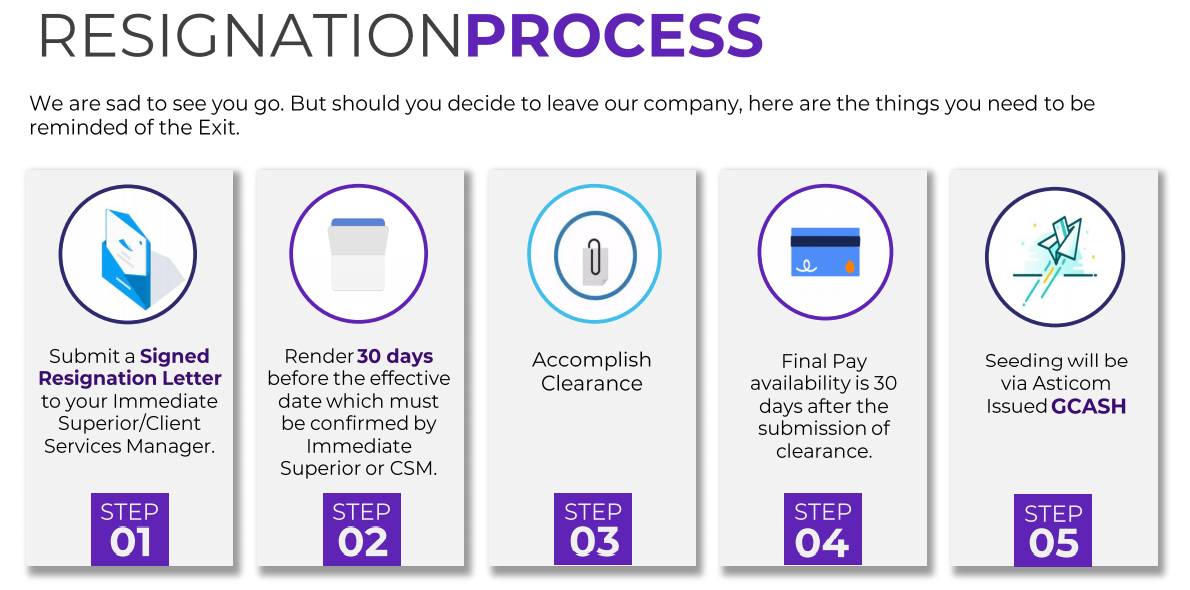 RESIGNATIONPROCESS
We are sad to see you go. But should you decide to leave our company, here are the things you need to be
reminded of the Exit.
Submit a Signed
Resignation Letter
to your Immediate
Superior/Client
Services Manager.
STEP
01
Render 30 days
before the effective
date which must
be confirmed by
Immediate
Superior or CSM.
STEP
02
Accomplish
Clearance
STEP
03
Final Pay
availability is 30
days after the
submission of
clearance.
STEP
04
Seeding will be
via Asticom
Issued GCASH
STEP
05